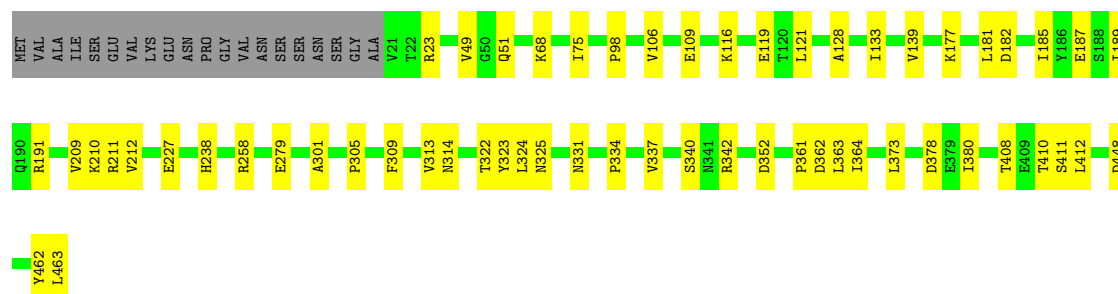 MET VAL ALA ILE SER GLU VAL LYS GLU ASN PRO GLY VAL ASN SER SER ASN SER GLY ALA V21 T22 R23 V49 G50 Q51 K68 I75 P98 V106 E109 K116 E119 T120 L121 A128 I133 V139 K177 L181 D182 I185 Y186 E187 S188 I189
Q190 R191 V209 K210 R211 V212 E227 H238 R258 E279 A301 P305 F309 V313 N314 T322 Y323 L324 N325 N331 P334 V337 S340 N341 R342 D352 P361 D362 L363 I364 L373 D378 E379 I380 T408 E409 T410 S411 L412 D448
Y462 L463